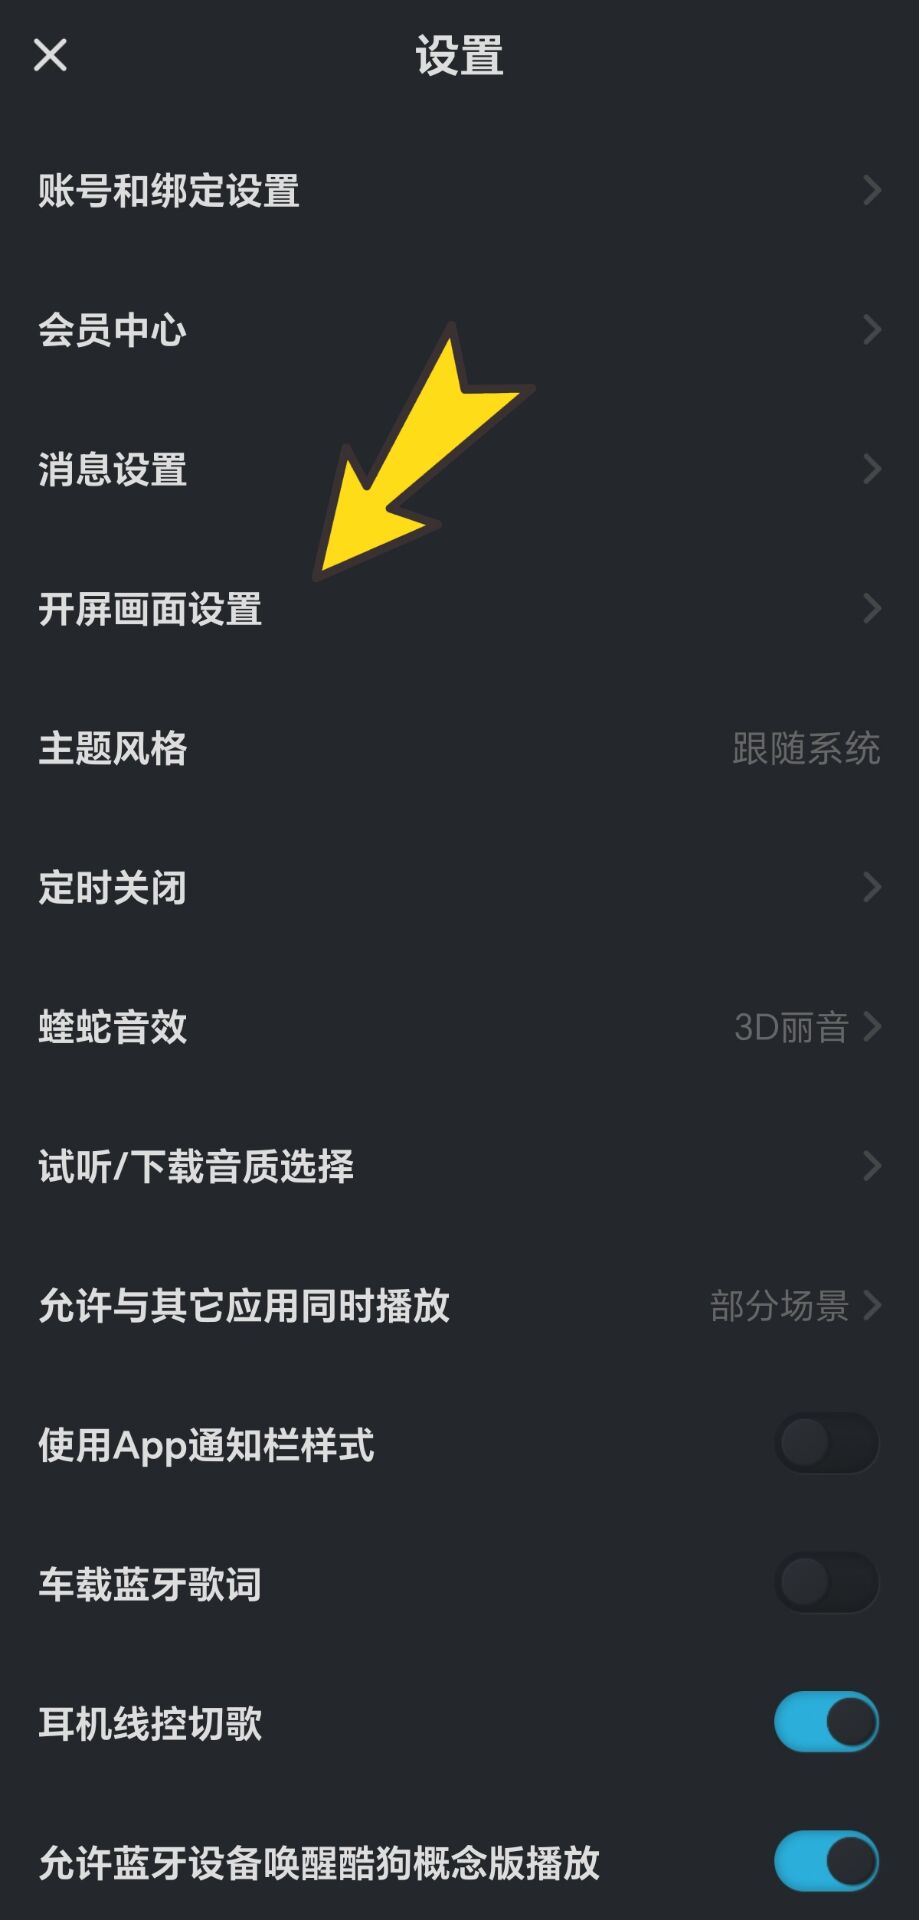 设置
账号和绑定设置
会员中心
消息设置
开屏画面设置
主题风格 跟随系统
定时关闭
蝰蛇音效 3D丽音
试听/下载音质选择
允许与其它应用同时播放 部分场景
使用App通知栏样式
车载蓝牙歌词
耳机线控切歌
允许蓝牙设备唤醒酷狗概念版播放